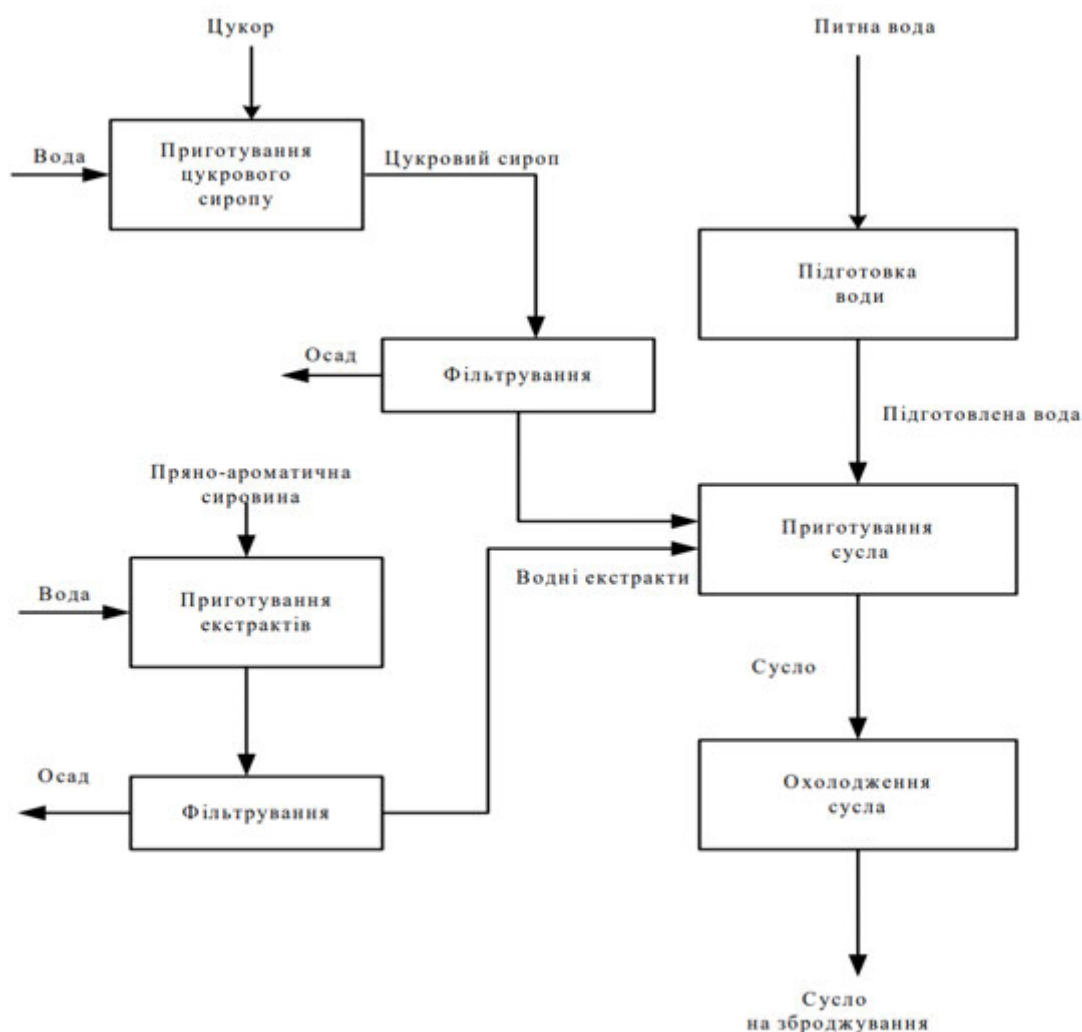 Цукор
Питна вода
Вода
Приготування
цукрового
сиропу
Цукровий сироп
Підготовка
води
Осад
Фільтрування
Підготовлена вода
Пряно-ароматична
сировина
Приготування
сусла
Вода
Приготування
екстрактів
Водні екстракти
Сусло
Осад
Фільтрування
Охолодження
сусла
Сусло
на зброджування